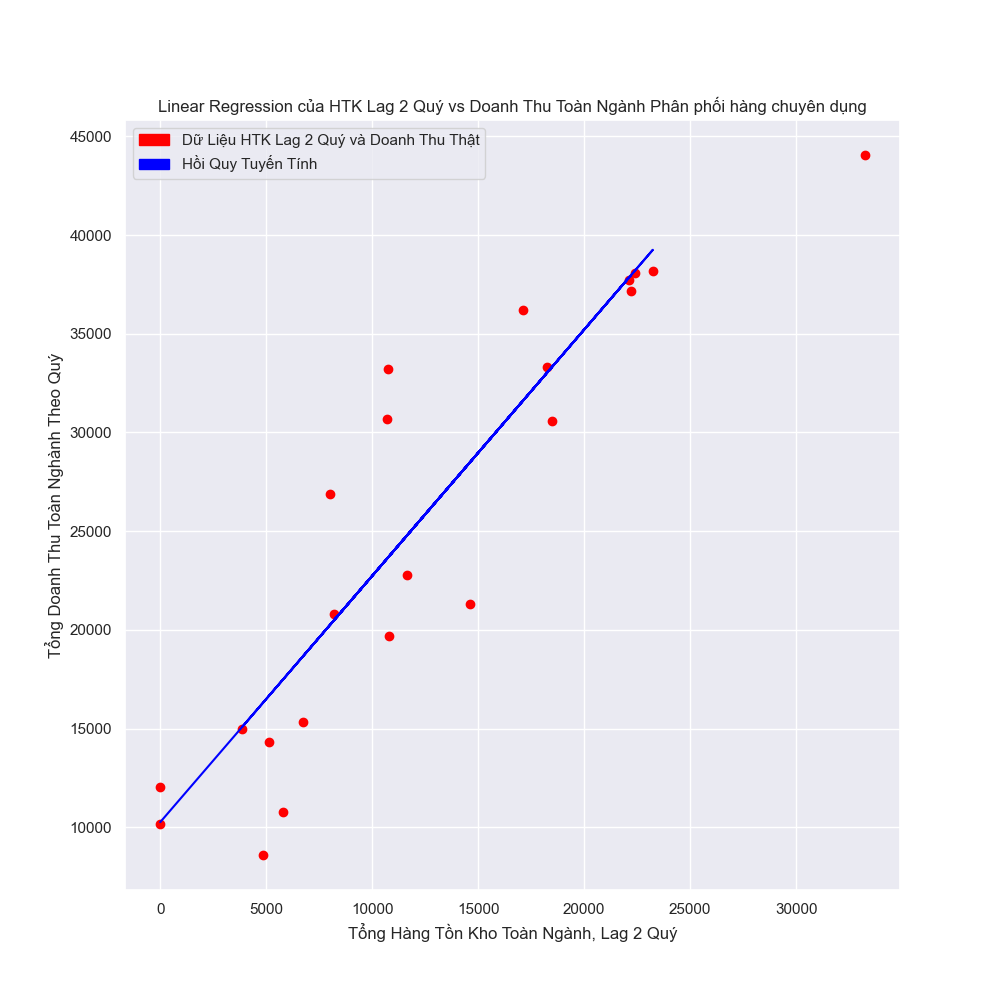 Linear Regression của HTK Lag 2 Quý vs Doanh Thu Toàn Ngành Phân phối hàng chuyên dụng
Dữ Liệu HTK Lag 2 Quý và Doanh Thu Thật
Hồi Quy Tuyến Tính
Tổng Doanh Thu Toàn Nghành Theo Quý
45000
40000
35000
30000
25000
20000
15000
10000
0 5000 10000 15000 20000 25000 30000
Tổng Hàng Tồn Kho Toàn Ngành, Lag 2 Quý